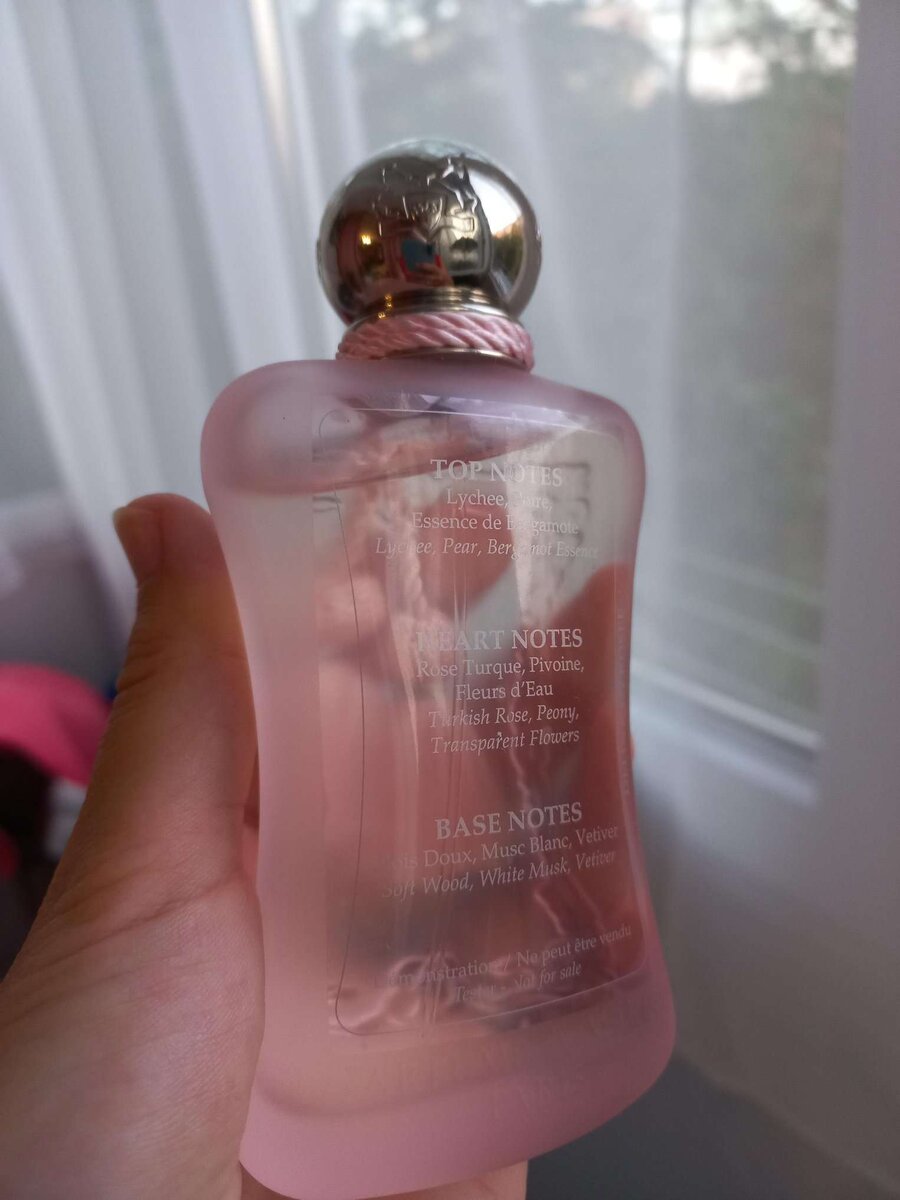 TOP NOTES
Lychee, Poire,
Essence de Bergamote
Lychee, Pear, Bergamot Essence
HEART NOTES
Rose Turque, Pivoine,
Fleurs d'Eau
Turkish Rose, Peony,
Transparent Flowers
BASE NOTES
Bois Doux, Musc Blanc, Vetiver
Soft Wood, White Musk, Vetiver
Démonstration / Ne peut être vendu
Tester - Not for sale